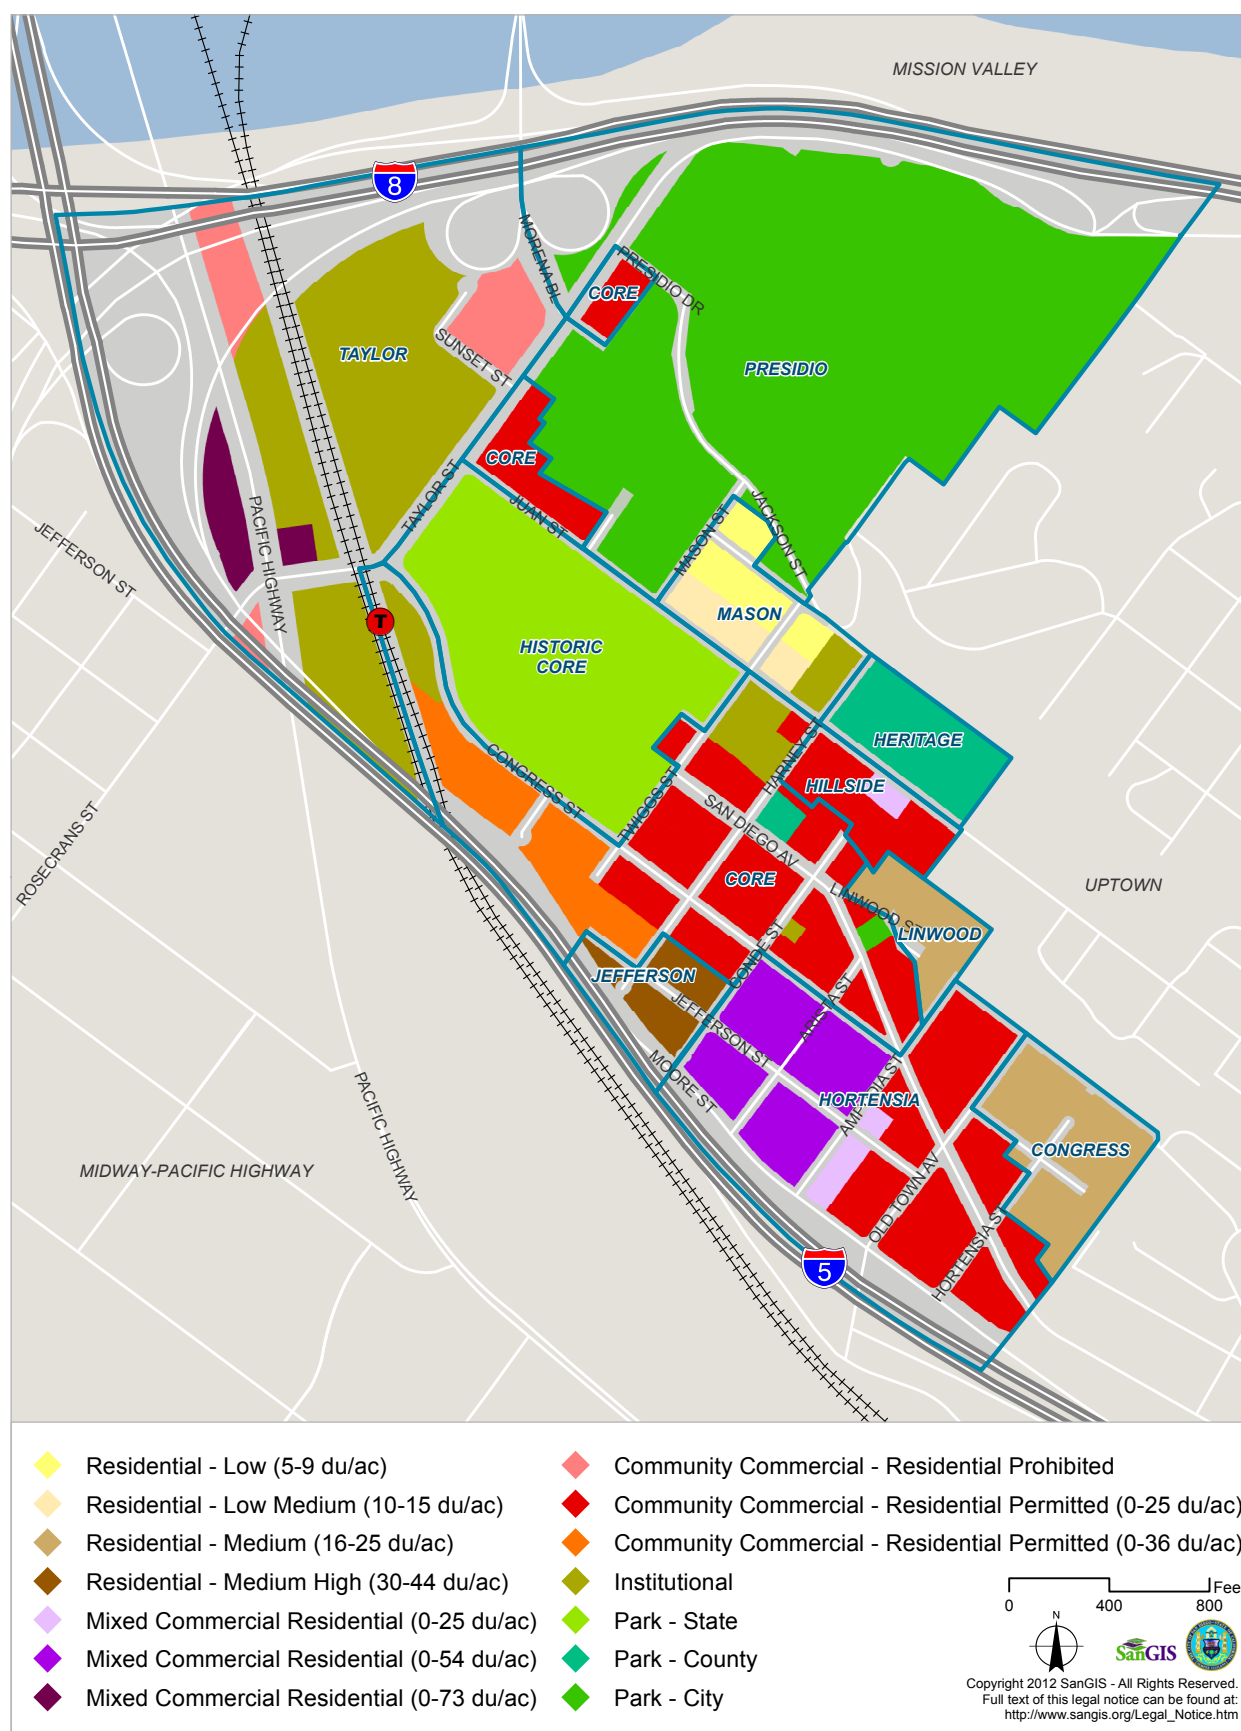 MISSION VALLEY
8
MORENA BL
PRESIDIO DR
CORE
TAYLOR
SUNSET ST
PRESIDIO
CORE
TAYLOR ST
JUAN ST
PACIFIC HIGHWAY
MASON ST
JACKSON ST
JEFFERSON ST
MASON
T
HISTORIC
CORE
HERITAGE
HARNEY ST
HILLSIDE
CONGRESS ST
TWIGGS ST
SAN DIEGO AV
ROSECRANS ST
CORE
UPTOWN
LINWOOD ST
LINWOOD
CONDE ST
JEFFERSON
ARISTA ST
JEFFERSON ST
MOORE ST
AMPUDIA ST
HORTENSIA
PACIFIC HIGHWAY
CONGRESS
MIDWAY-PACIFIC HIGHWAY
OLD TOWN AV
HORTENSIA ST
5
Residential - Low (5-9 du/ac)
Residential - Low Medium (10-15 du/ac)
Residential - Medium (16-25 du/ac)
Residential - Medium High (30-44 du/ac)
Mixed Commercial Residential (0-25 du/ac)
Mixed Commercial Residential (0-54 du/ac)
Mixed Commercial Residential (0-73 du/ac)
Community Commercial - Residential Prohibited
Community Commercial - Residential Permitted (0-25 du/ac)
Community Commercial - Residential Permitted (0-36 du/ac)
Institutional
Park - State
Park - County
Park - City
Fee
0 400 800
N
SanGIS
Copyright 2012 SanGIS - All Rights Reserved.
Full text of this legal notice can be found at:
http://www.sangis.org/Legal_Notice.htm